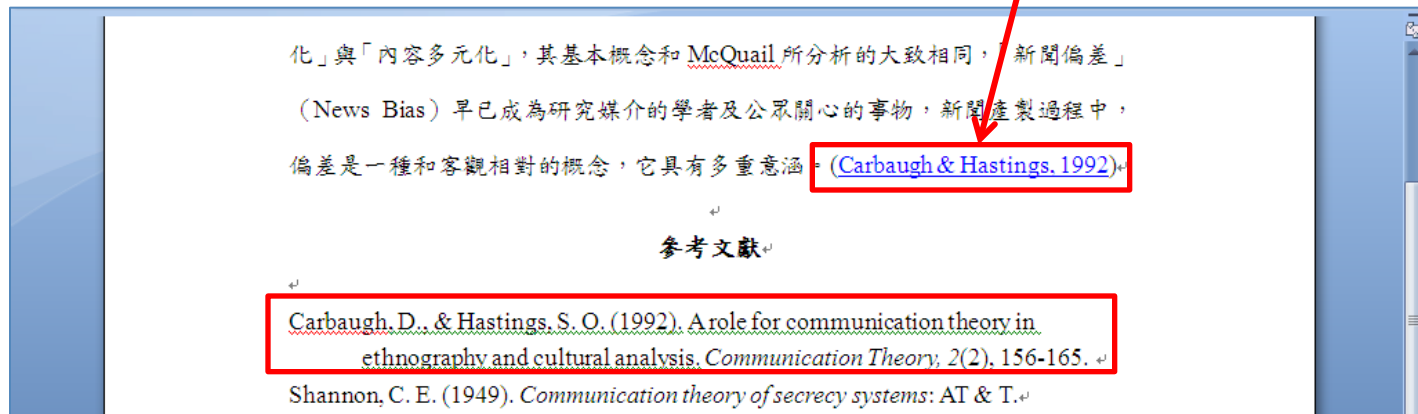 化」與「內容多元化」，其基本概念和 McQuail 所分析的大致相同，「新聞偏差」
（News Bias）早已成為研究媒介的學者及公眾關心的事物，新聞產製過程中，
偏差是一種和客觀相對的概念，它具有多重意涵。(Carbaugh & Hastings, 1992)
參考文獻
Carbaugh, D., & Hastings, S. O. (1992). A role for communication theory in
ethnography and cultural analysis. Communication Theory, 2(2), 156-165.
Shannon, C. E. (1949). Communication theory of secrecy systems: AT & T.